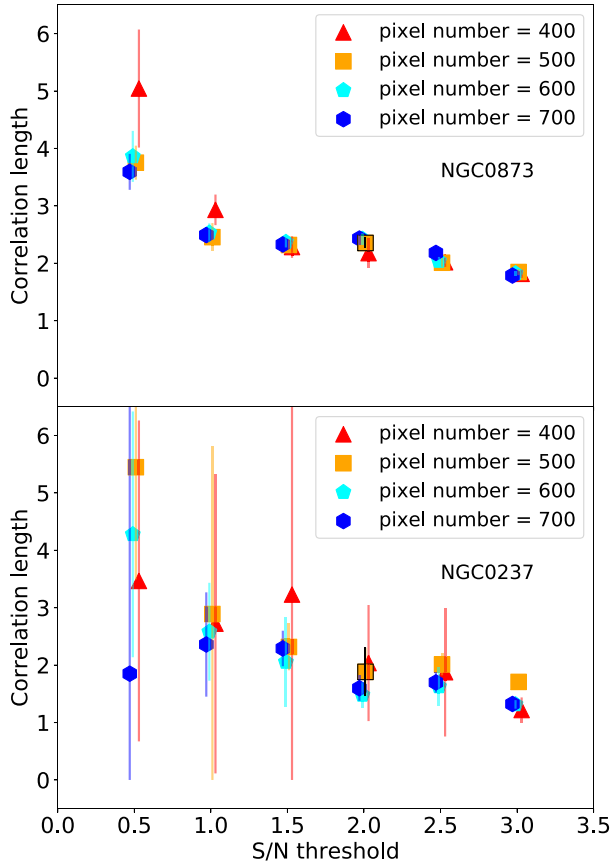 6
5
4
3
2
1
0
Correlation length
pixel number = 400
pixel number = 500
pixel number = 600
pixel number = 700
NGC0873
6
5
4
3
2
1
0
Correlation length
pixel number = 400
pixel number = 500
pixel number = 600
pixel number = 700
NGC0237
0.0 0.5 1.0 1.5 2.0 2.5 3.0 3.5
S/N threshold